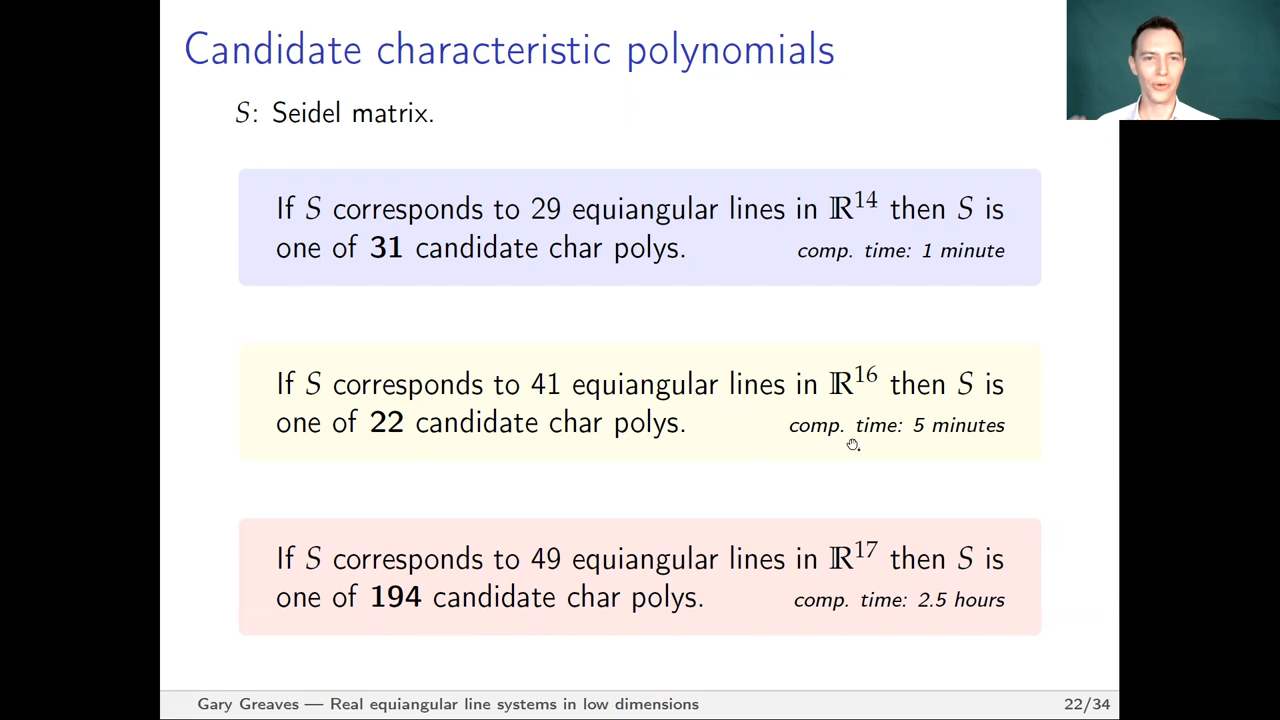 Candidate characteristic polynomials
S: Seidel matrix.
If S corresponds to 29 equiangular lines in ℝ¹⁴ then S is
one of 31 candidate char polys. comp. time: 1 minute
If S corresponds to 41 equiangular lines in ℝ¹⁶ then S is
one of 22 candidate char polys. comp. time: 5 minutes
If S corresponds to 49 equiangular lines in ℝ¹⁷ then S is
one of 194 candidate char polys. comp. time: 2.5 hours
Gary Greaves — Real equiangular line systems in low dimensions 22/34